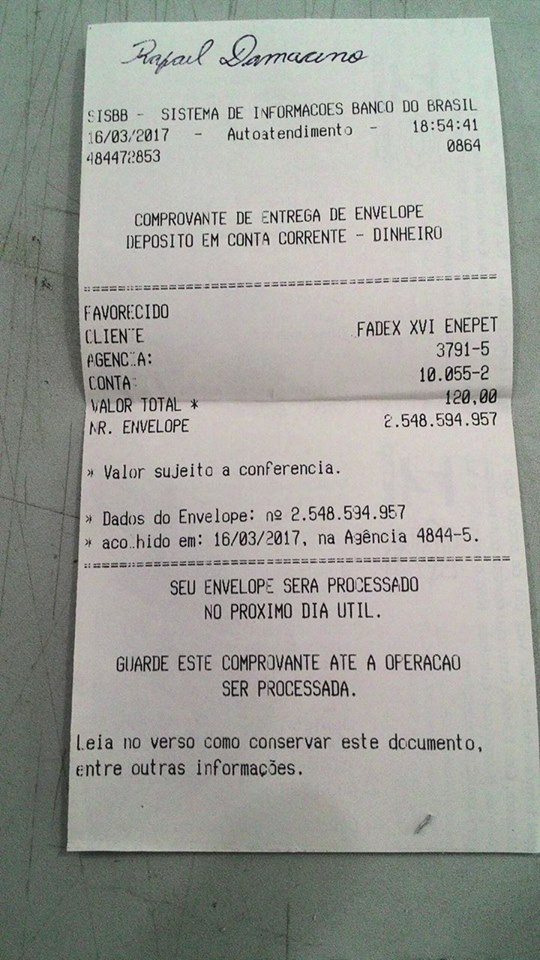 Rafael Damaceno
SISBB - SISTEMA DE INFORMACOES BANCO DO BRASIL
16/03/2017 - Autoatendimento - 18:54:41
484472853 0864
COMPROVANTE DE ENTREGA DE ENVELOPE
DEPOSITO EM CONTA CORRENTE - DINHEIRO
================================================
FAVORECIDO
CLIENTE FADEX XVI ENEPET
AGENCIA: 3791-5
CONTA: 10.055-2
VALOR TOTAL * 120,00
NR. ENVELOPE 2.548.594.957
* Valor sujeito a conferencia.
* Dados do Envelope: nº 2.548.594.957
* acolhido em: 16/03/2017, na Agência 4844-5.
================================================
SEU ENVELOPE SERA PROCESSADO
NO PROXIMO DIA UTIL.
GUARDE ESTE COMPROVANTE ATE A OPERACAO
SER PROCESSADA.
Leia no verso como conservar este documento,
entre outras informações.